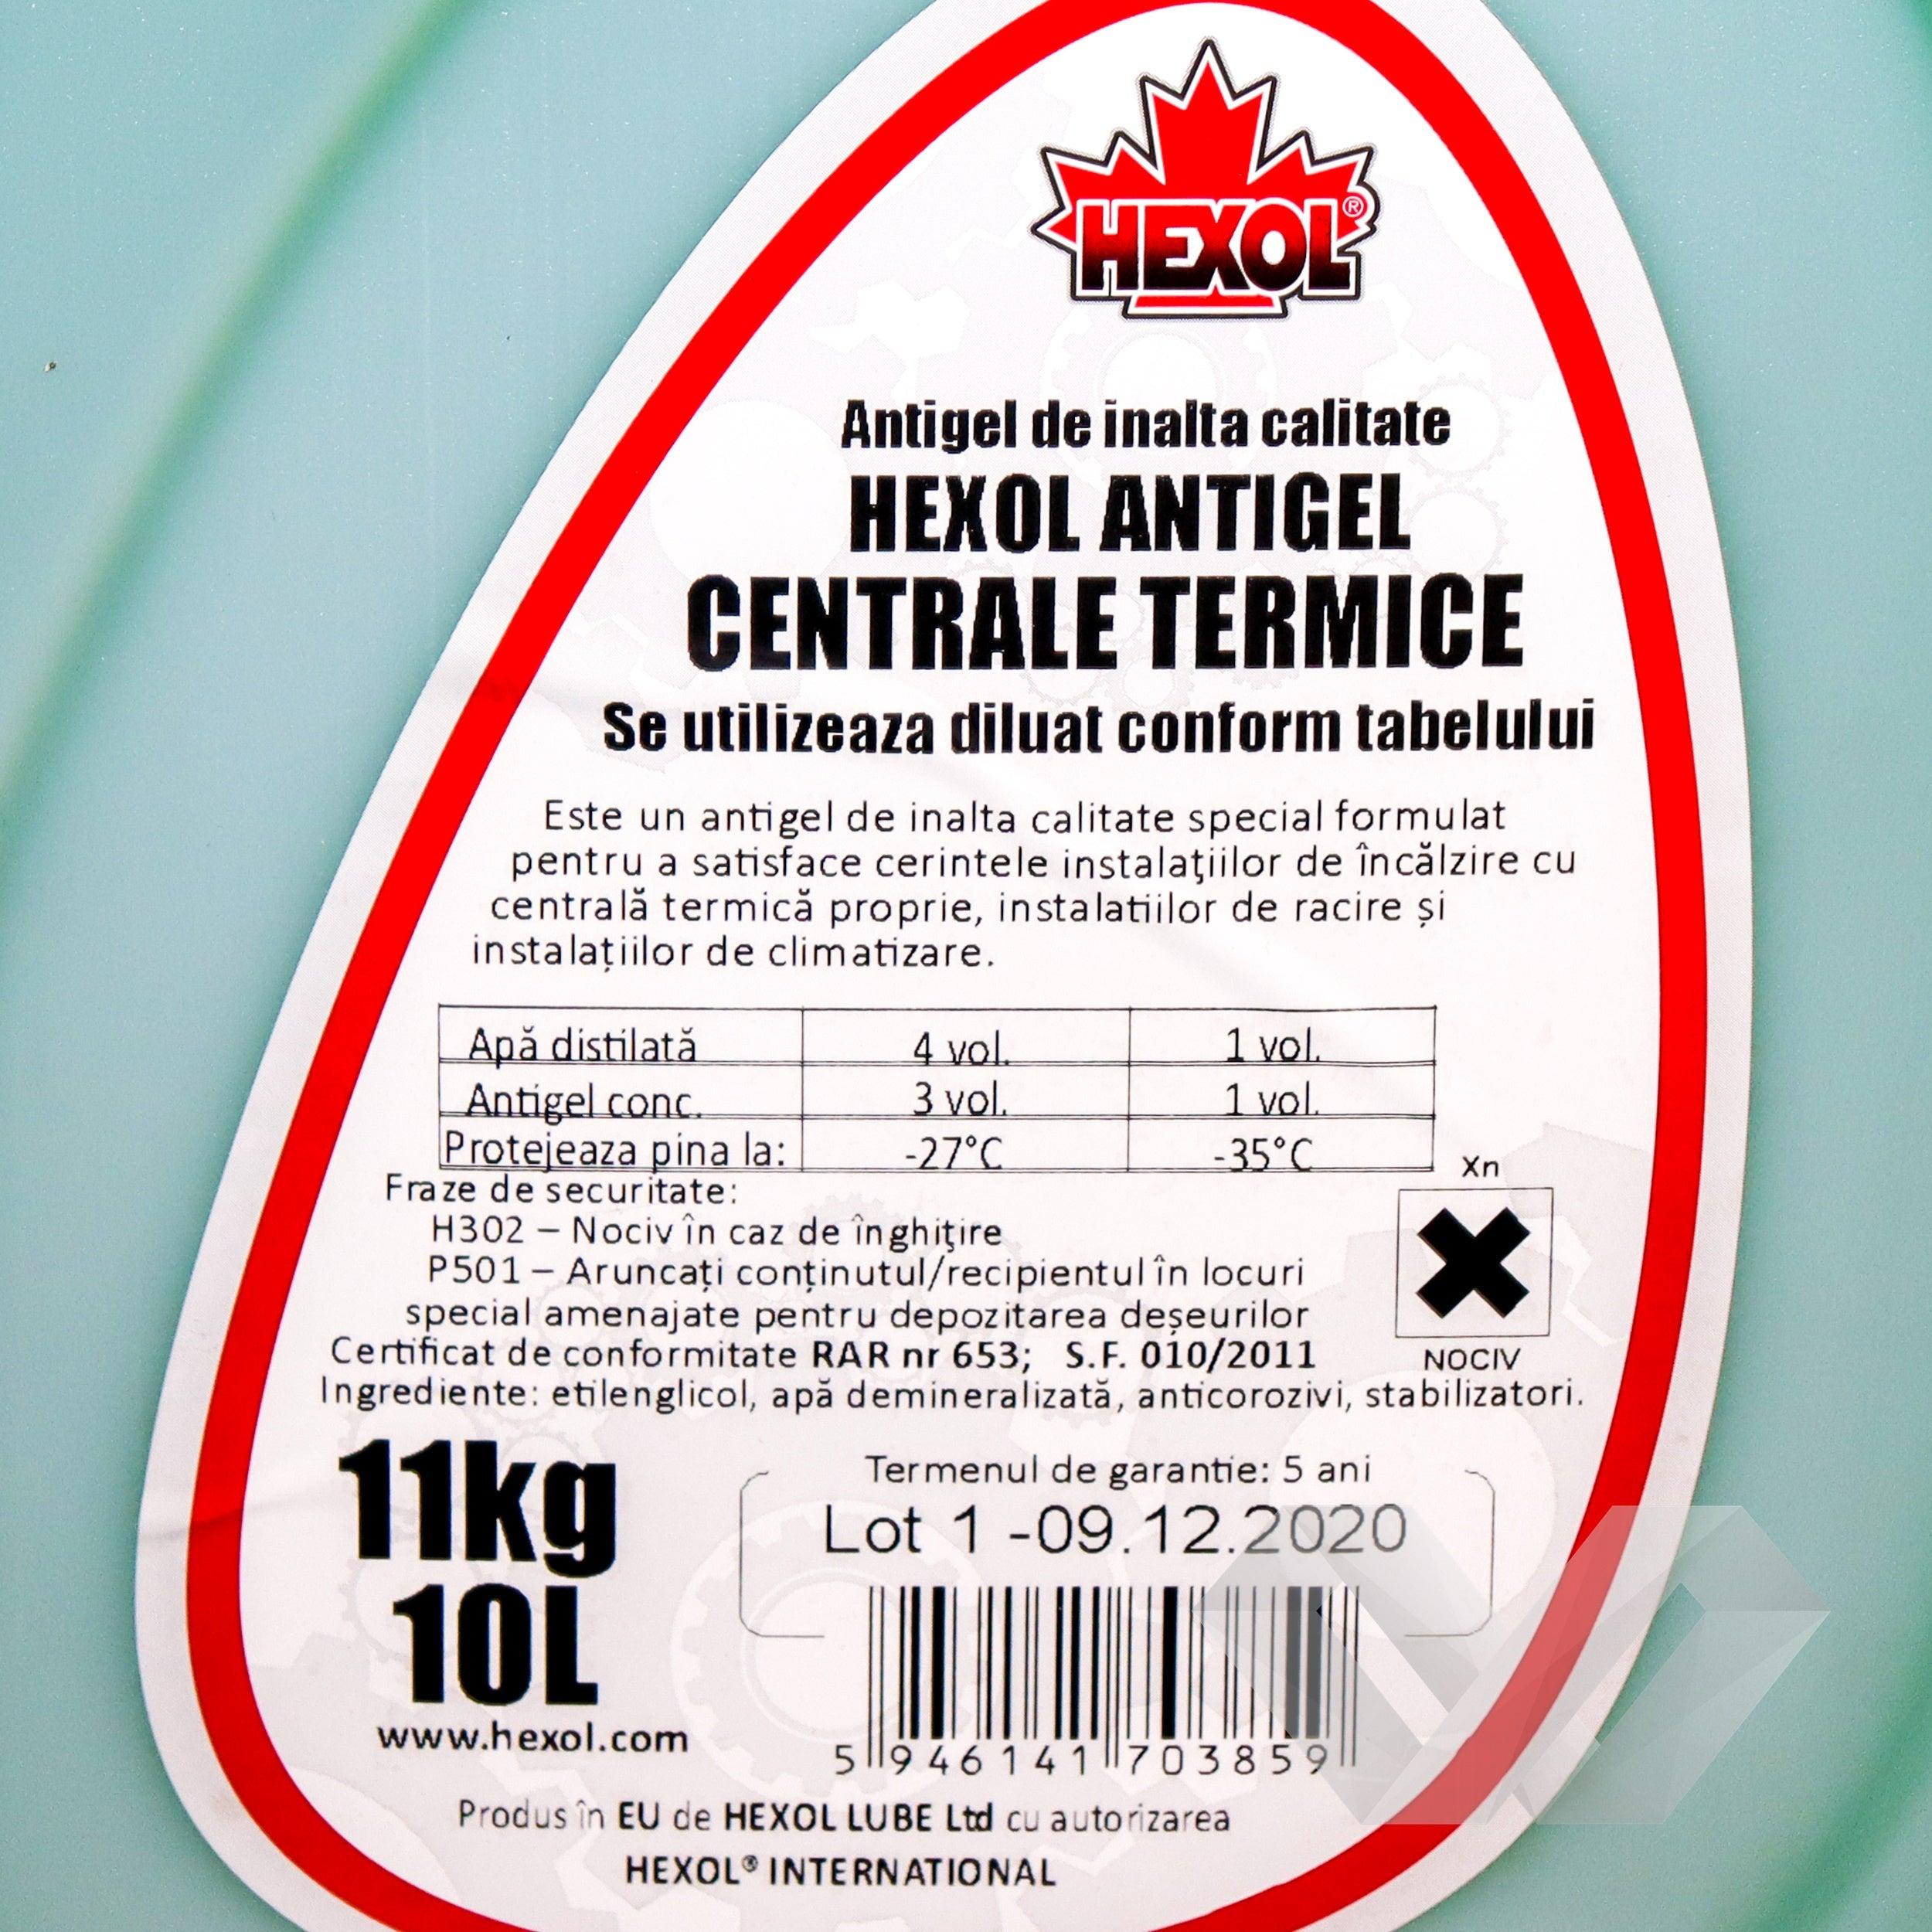 HEXOL®
Antigel de inalta calitate
HEXOL ANTIGEL
CENTRALE TERMICE
Se utilizeaza diluat conform tabelului
Este un antigel de inalta calitate special formulat
pentru a satisface cerintele instalaţiilor de încălzire cu
centrală termică proprie, instalatiilor de racire și
instalațiilor de climatizare.
Apă distilată 4 vol. 1 vol.
Antigel conc. 3 vol. 1 vol.
Protejeaza pina la: -27°C -35°C
Xn
Fraze de securitate:
H302 – Nociv în caz de înghiţire
P501 – Aruncați conținutul/recipientul în locuri
special amenajate pentru depozitarea deșeurilor
Certificat de conformitate RAR nr 653; S.F. 010/2011
NOCIV
Ingrediente: etilenglicol, apă demineralizată, anticorozivi, stabilizatori.
11kg
10L
www.hexol.com
Termenul de garantie: 5 ani
Lot 1 -09.12.2020
5 946141 703859
Produs în EU de HEXOL LUBE Ltd cu autorizarea
HEXOL® INTERNATIONAL